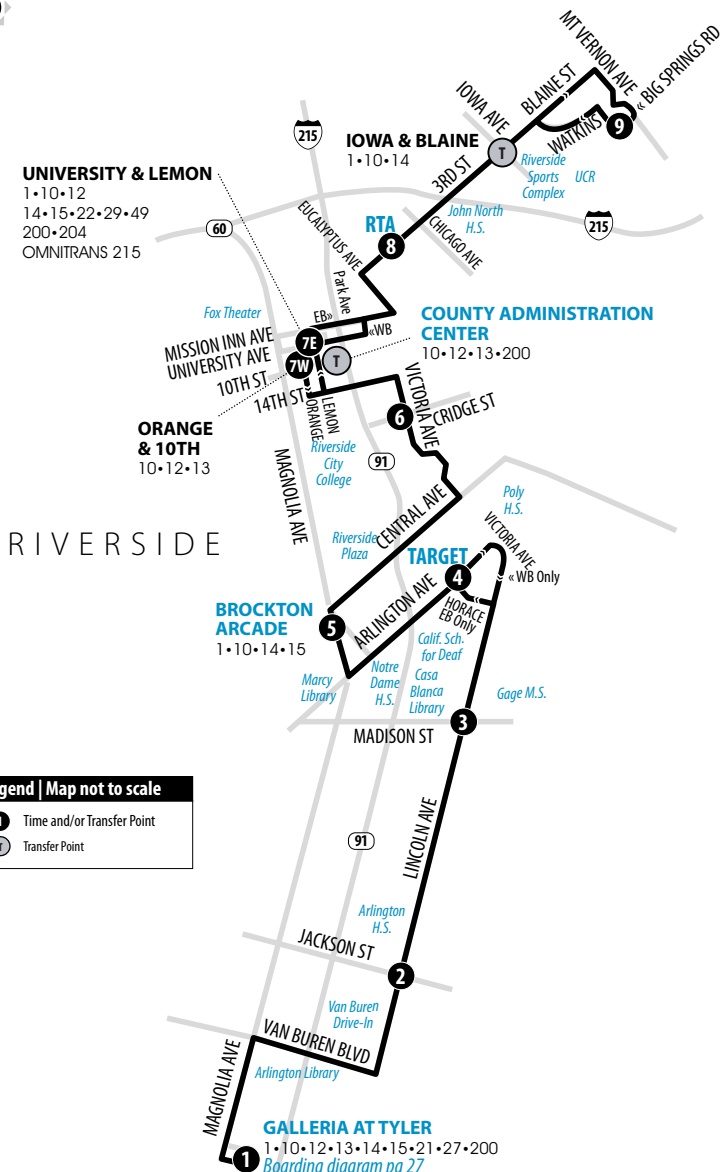 MT VERNON AVE
« BIG SPRINGS RD
BLAINE ST
IOWA AVE
WATKINS
9
215
IOWA & BLAINE
1•10•14
T
3RD ST
Riverside
Sports
Complex
UCR
UNIVERSITY & LEMON
1•10•12
14•15•22•29•49
200•204
OMNITRANS 215
60
EUCALYPTUS AVE
RTA
8
John North
H.S.
CHICAGO AVE
215
Park Ave
Fox Theater
EB»
«WB
COUNTY ADMINISTRATION
CENTER
10•12•13•200
MISSION INN AVE
UNIVERSITY AVE
7E
7W
T
10TH ST
14TH ST
ORANGE
LEMON
VICTORIA AVE
6
CRIDGE ST
ORANGE
& 10TH
10•12•13
Riverside
City
College
91
MAGNOLIA AVE
CENTRAL AVE
Poly
H.S.
RIVERSIDE
Riverside
Plaza
TARGET
4
VICTORIA AVE
« WB Only
ARLINGTON AVE
HORACE
EB Only
BROCKTON
ARCADE
1•10•14•15
5
Calif. Sch.
for Deaf
Marcy
Library
Notre
Dame
H.S.
Casa
Blanca
Library
Gage M.S.
3
MADISON ST
gend | Map not to scale
Time and/or Transfer Point
T Transfer Point
91
LINCOLN AVE
Arlington
H.S.
JACKSON ST
2
Van Buren
Drive-In
VAN BUREN BLVD
Arlington Library
MAGNOLIA AVE
GALLERIA AT TYLER
1•10•12•13•14•15•21•27•200
1
Boarding diagram pg 27